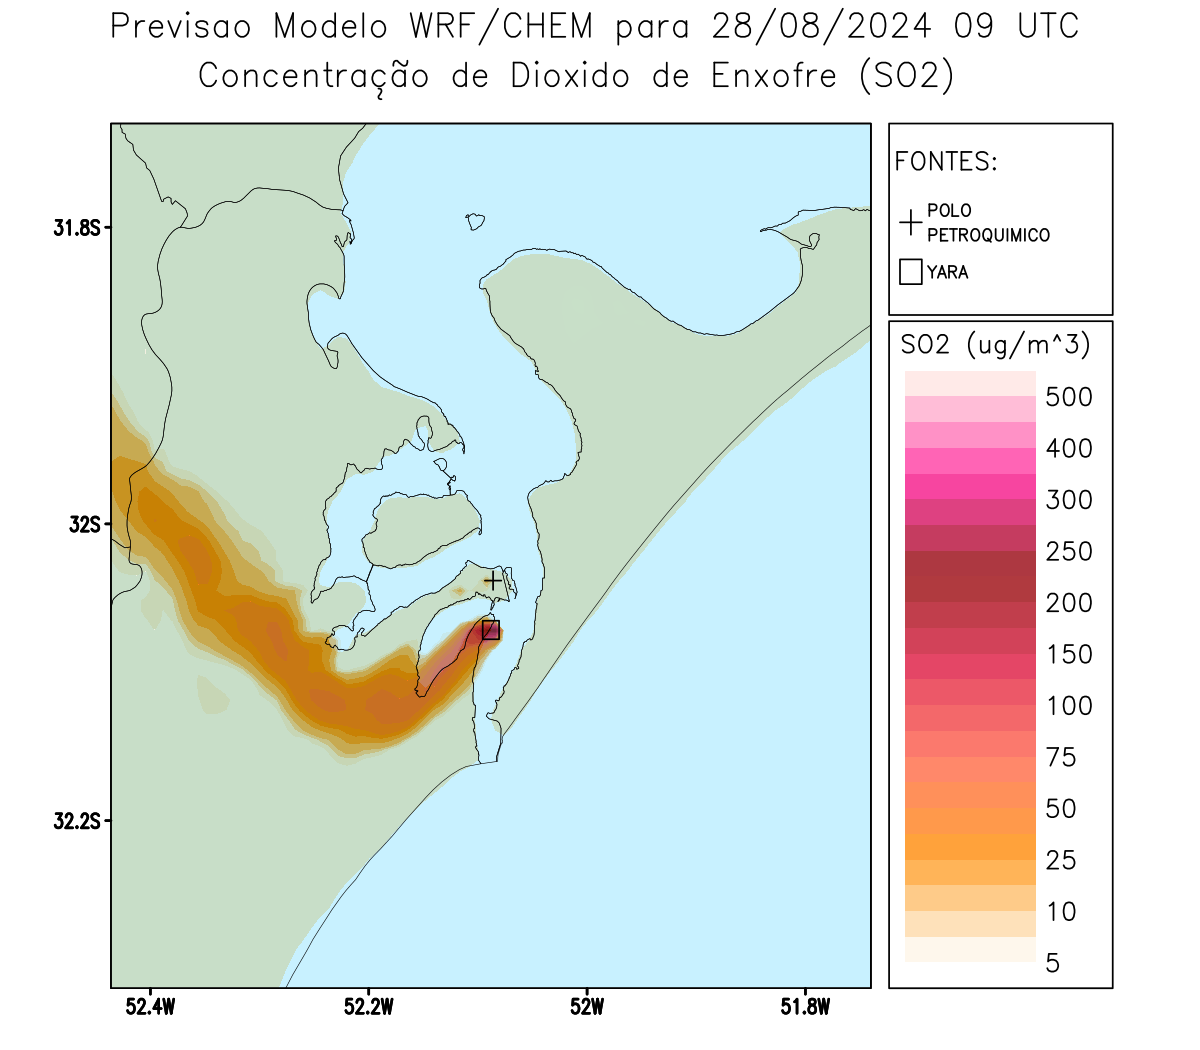 Previsao Modelo WRF/CHEM para 28/08/2024 09 UTC
Concentração de Dioxido de Enxofre (SO2)
FONTES:
POLO
PETROQUIMICO
YARA
SO2 (ug/m^3)
500
400
300
250
200
150
100
75
50
25
10
5
31.8S
32S
32.2S
52.4W
52.2W
52W
51.8W